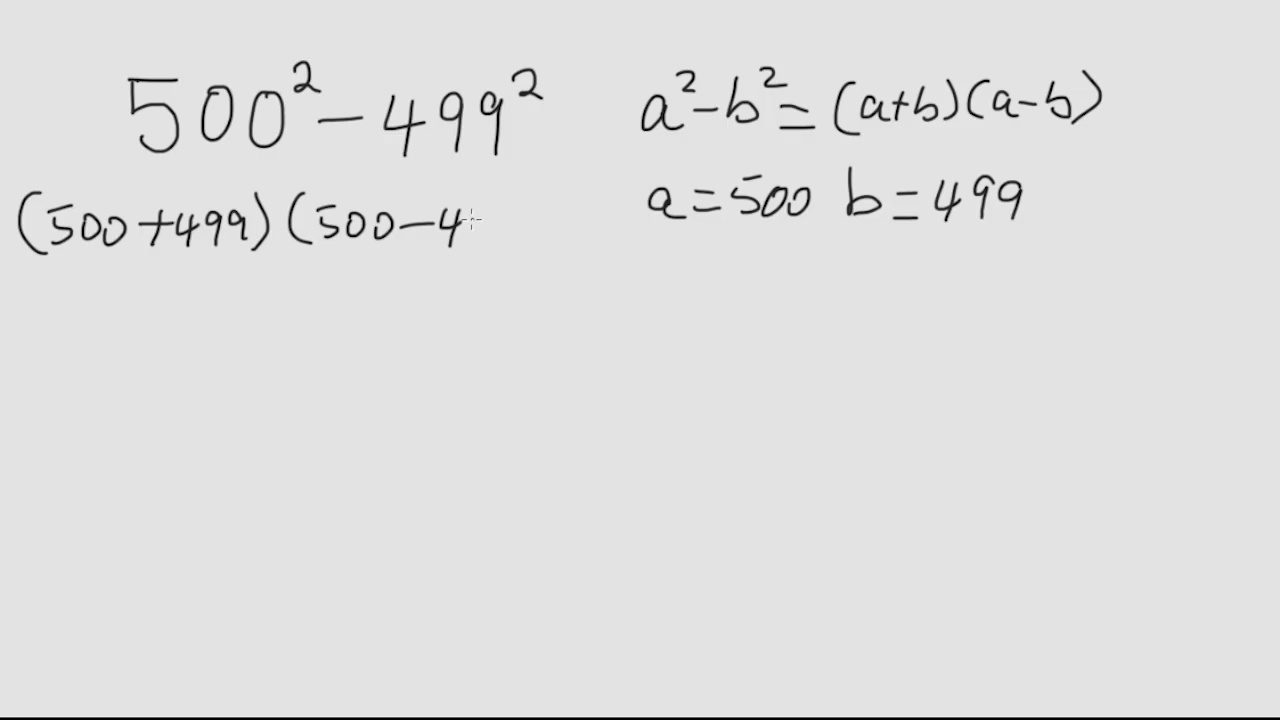 500² - 499²
a² - b² = (a+b)(a-b)
a = 500 b = 499
(500+499)(500-4